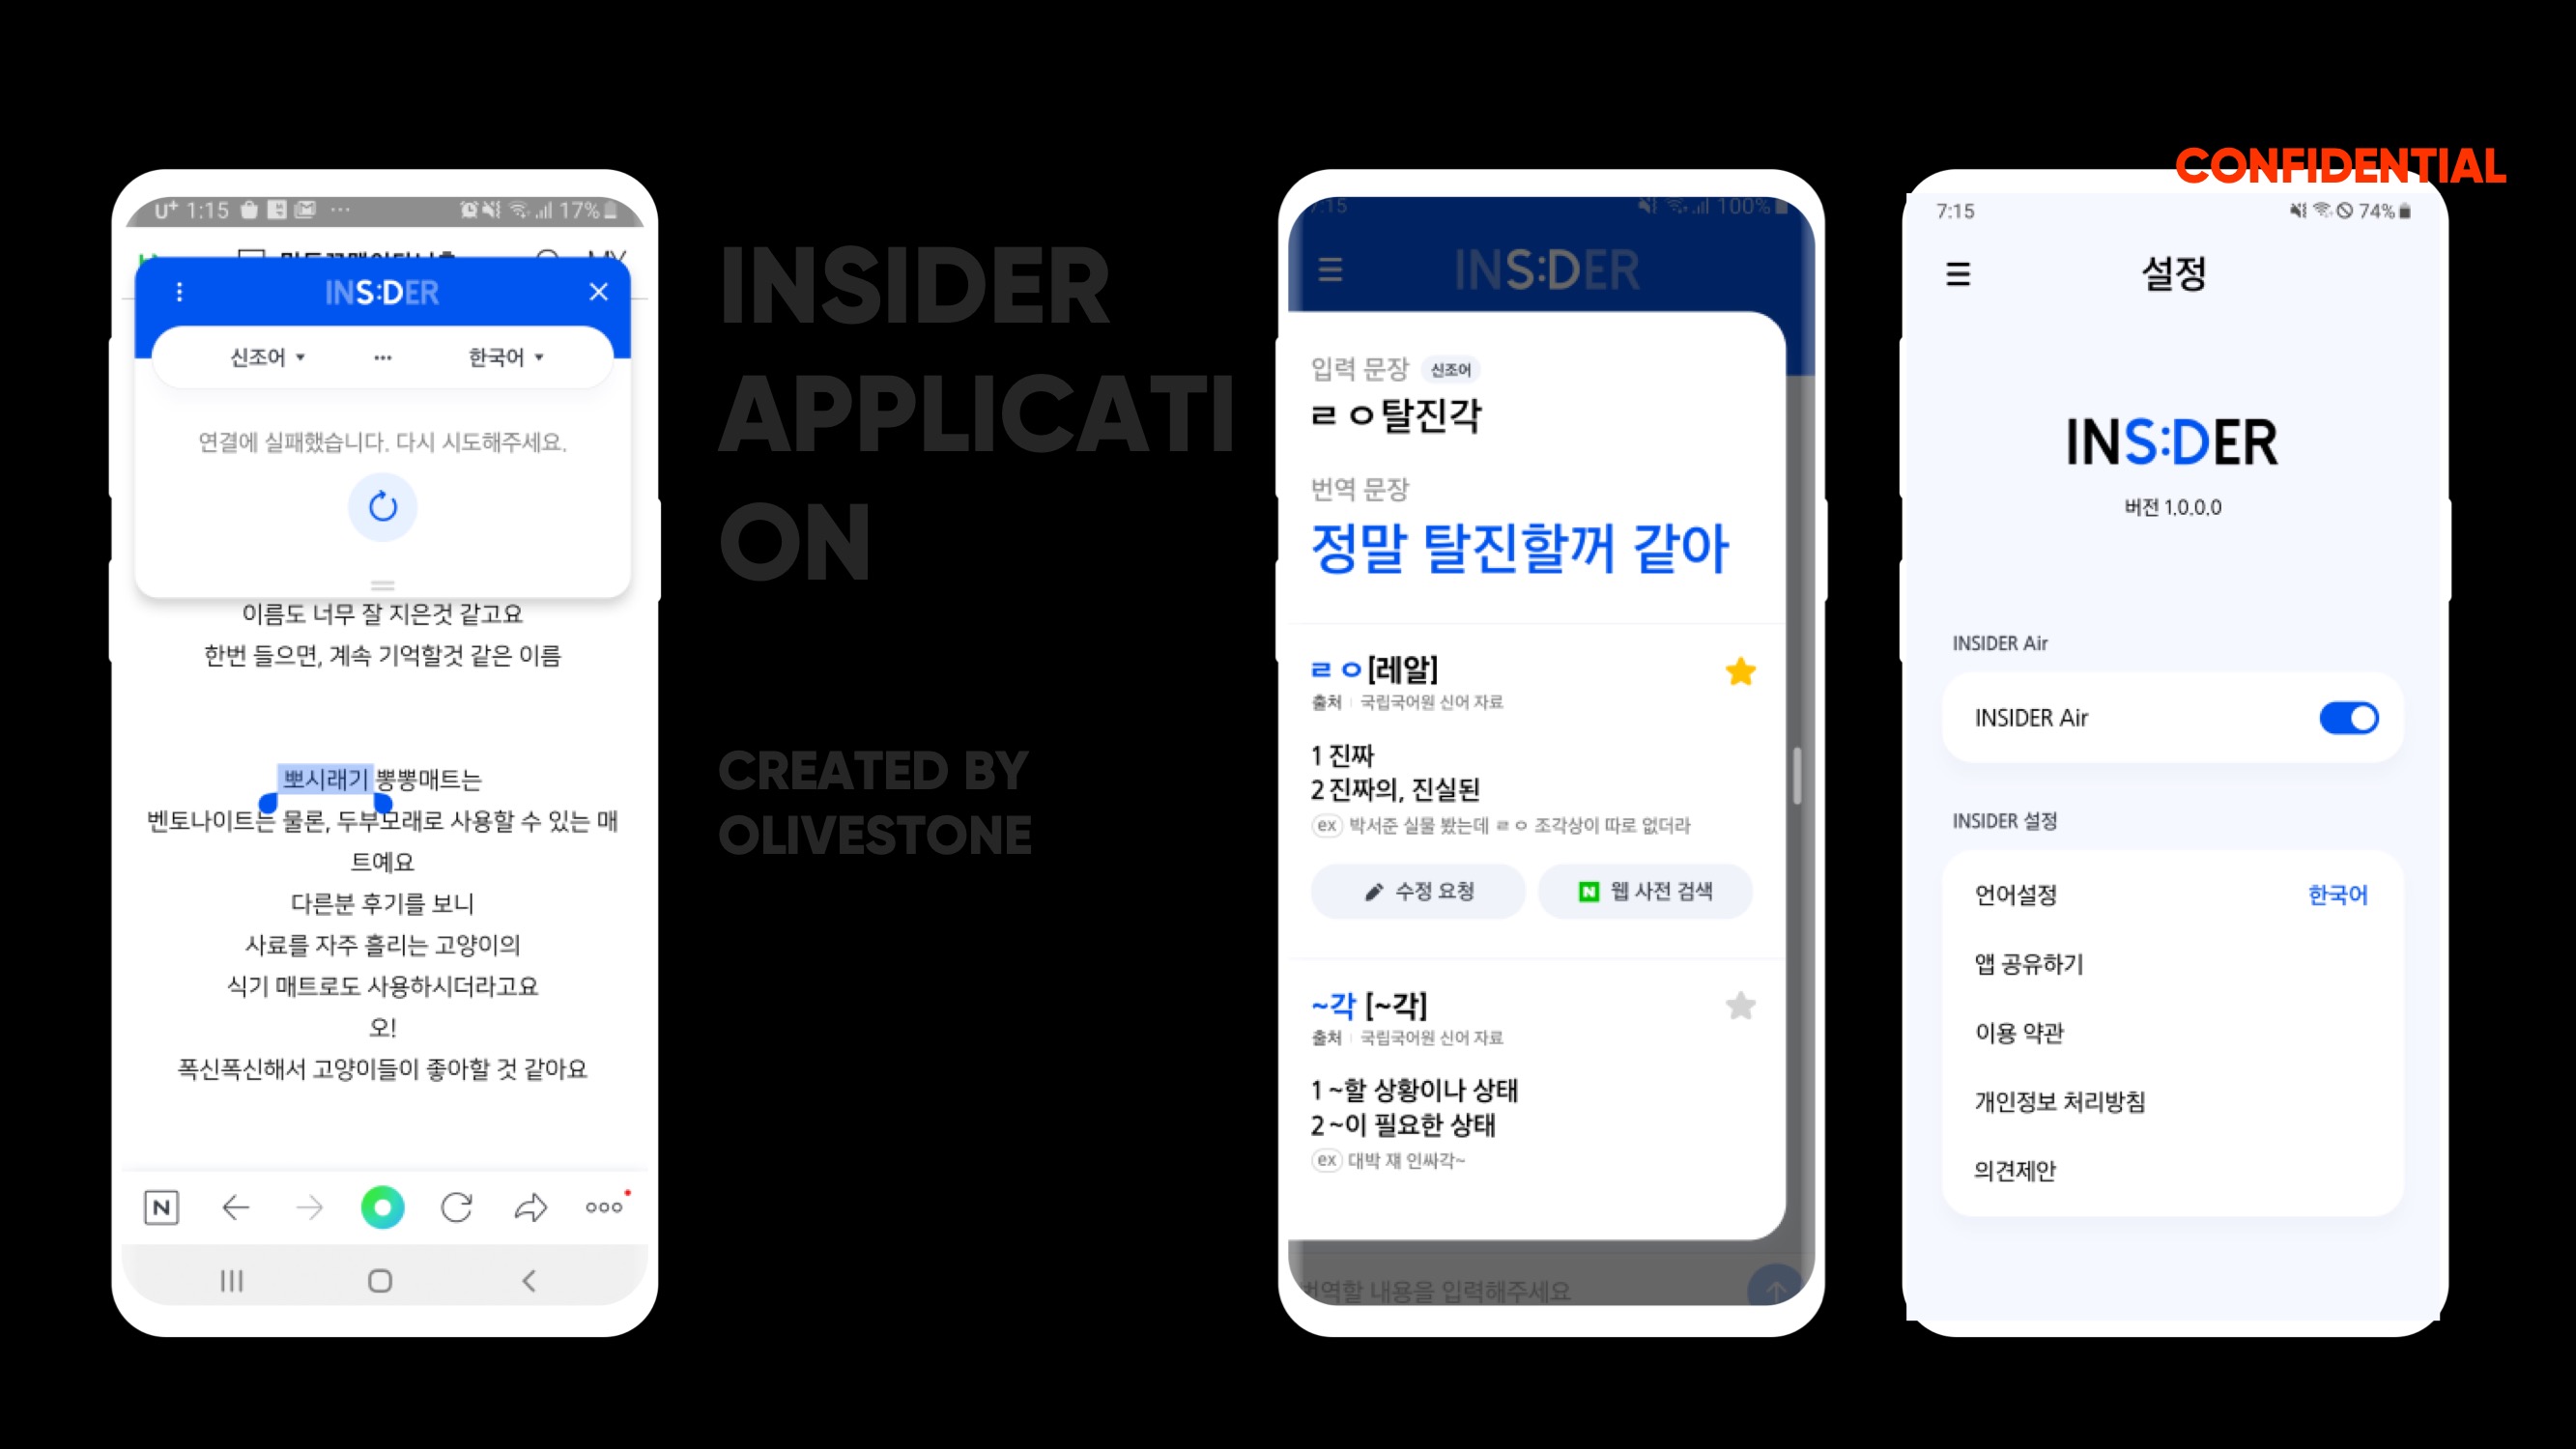 CONFIDENTIAL
U+ 1:15
17%
MY
INS:DER
신조어
한국어
연결에 실패했습니다. 다시 시도해주세요.
이름도 너무 잘 지은것 같고요
한번 들으면, 계속 기억할것 같은 이름
뽀시래기 뽕뽕매트는
벤토나이트는 물론, 두부모래로 사용할 수 있는 매
트예요
다른분 후기를 보니
사료를 자주 흘리는 고양이의
식기 매트로도 사용하시더라고요
오!
폭신폭신해서 고양이들이 좋아할 것 같아요
N
INSIDER
APPLICATI
ON
CREATED BY
OLIVESTONE
7:15
100%
INS:DER
입력 문장 신조어
ㄹㅇ탈진각
번역 문장
정말 탈진할꺼 같아
ㄹㅇ[레알]
출처 국립국어원 신어 자료
1 진짜
2 진짜의, 진실된
ex 박서준 실물 봤는데 ㄹㅇ 조각상이 따로 없더라
수정 요청
N 웹 사전 검색
~각 [~각]
출처 국립국어원 신어 자료
1 ~할 상황이나 상태
2 ~이 필요한 상태
ex 대박 쟤 인싸각~
번역할 내용을 입력해주세요
7:15
74%
설정
INS:DER
버전 1.0.0.0
INSIDER Air
INSIDER Air
INSIDER 설정
언어설정 한국어
앱 공유하기
이용 약관
개인정보 처리방침
의견제안